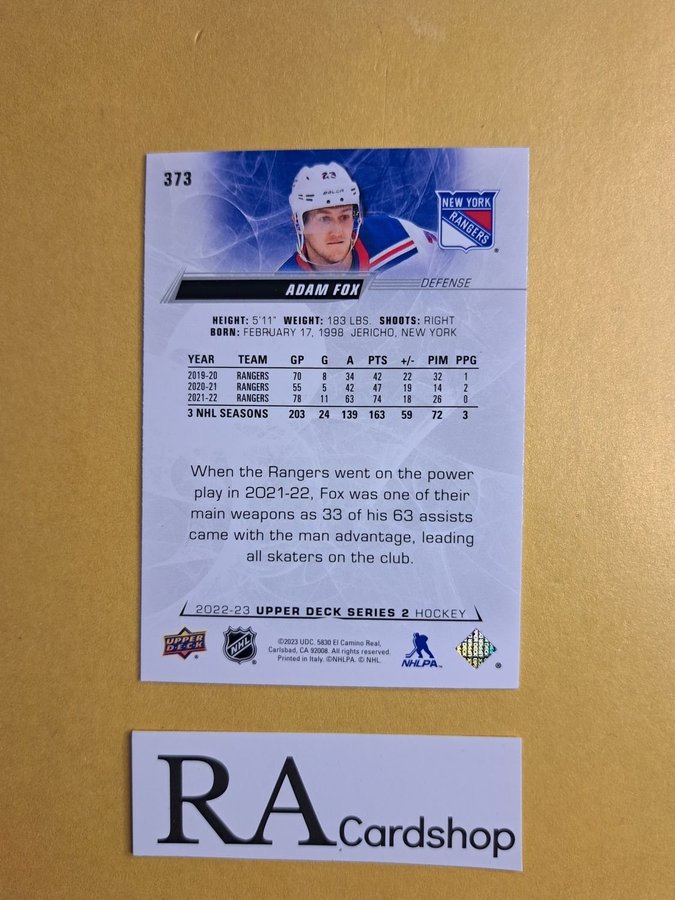 373
23
BAUER
NEW YORK
RANGERS
ADAM FOX
DEFENSE
HEIGHT: 5'11" WEIGHT: 183 LBS. SHOOTS: RIGHT
BORN: FEBRUARY 17, 1998 JERICHO, NEW YORK
YEAR TEAM GP G A PTS +/- PIM PPG
2019-20 RANGERS 70 8 34 42 22 32 1
2020-21 RANGERS 55 5 42 47 19 14 2
2021-22 RANGERS 78 11 63 74 18 26 0
3 NHL SEASONS 203 24 139 163 59 72 3
When the Rangers went on the power
play in 2021-22, Fox was one of their
main weapons as 33 of his 63 assists
came with the man advantage, leading
all skaters on the club.
2022-23 UPPER DECK SERIES 2 HOCKEY
UPPER
D·E·C·K
NHL
©2023 UDC. 5830 El Camino Real,
Carlsbad, CA 92008. All rights reserved.
Printed in Italy. ©NHLPA. © NHL.
NHLPA
RA Cardshop